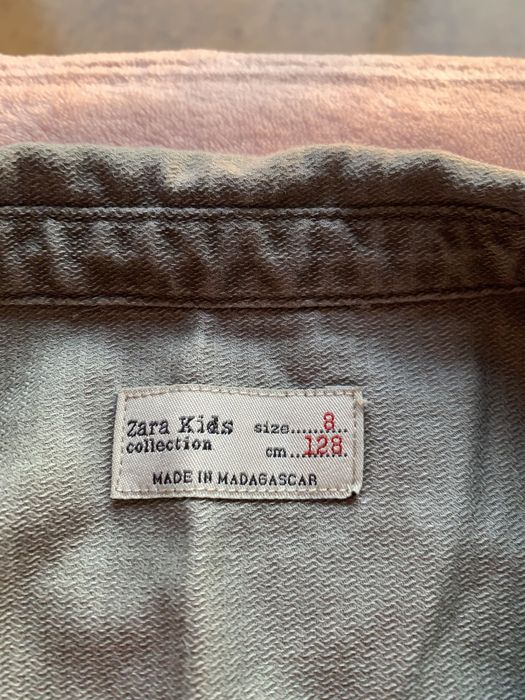 Zara Kids size......8..
collection cm..128.
MADE IN MADAGASCAR